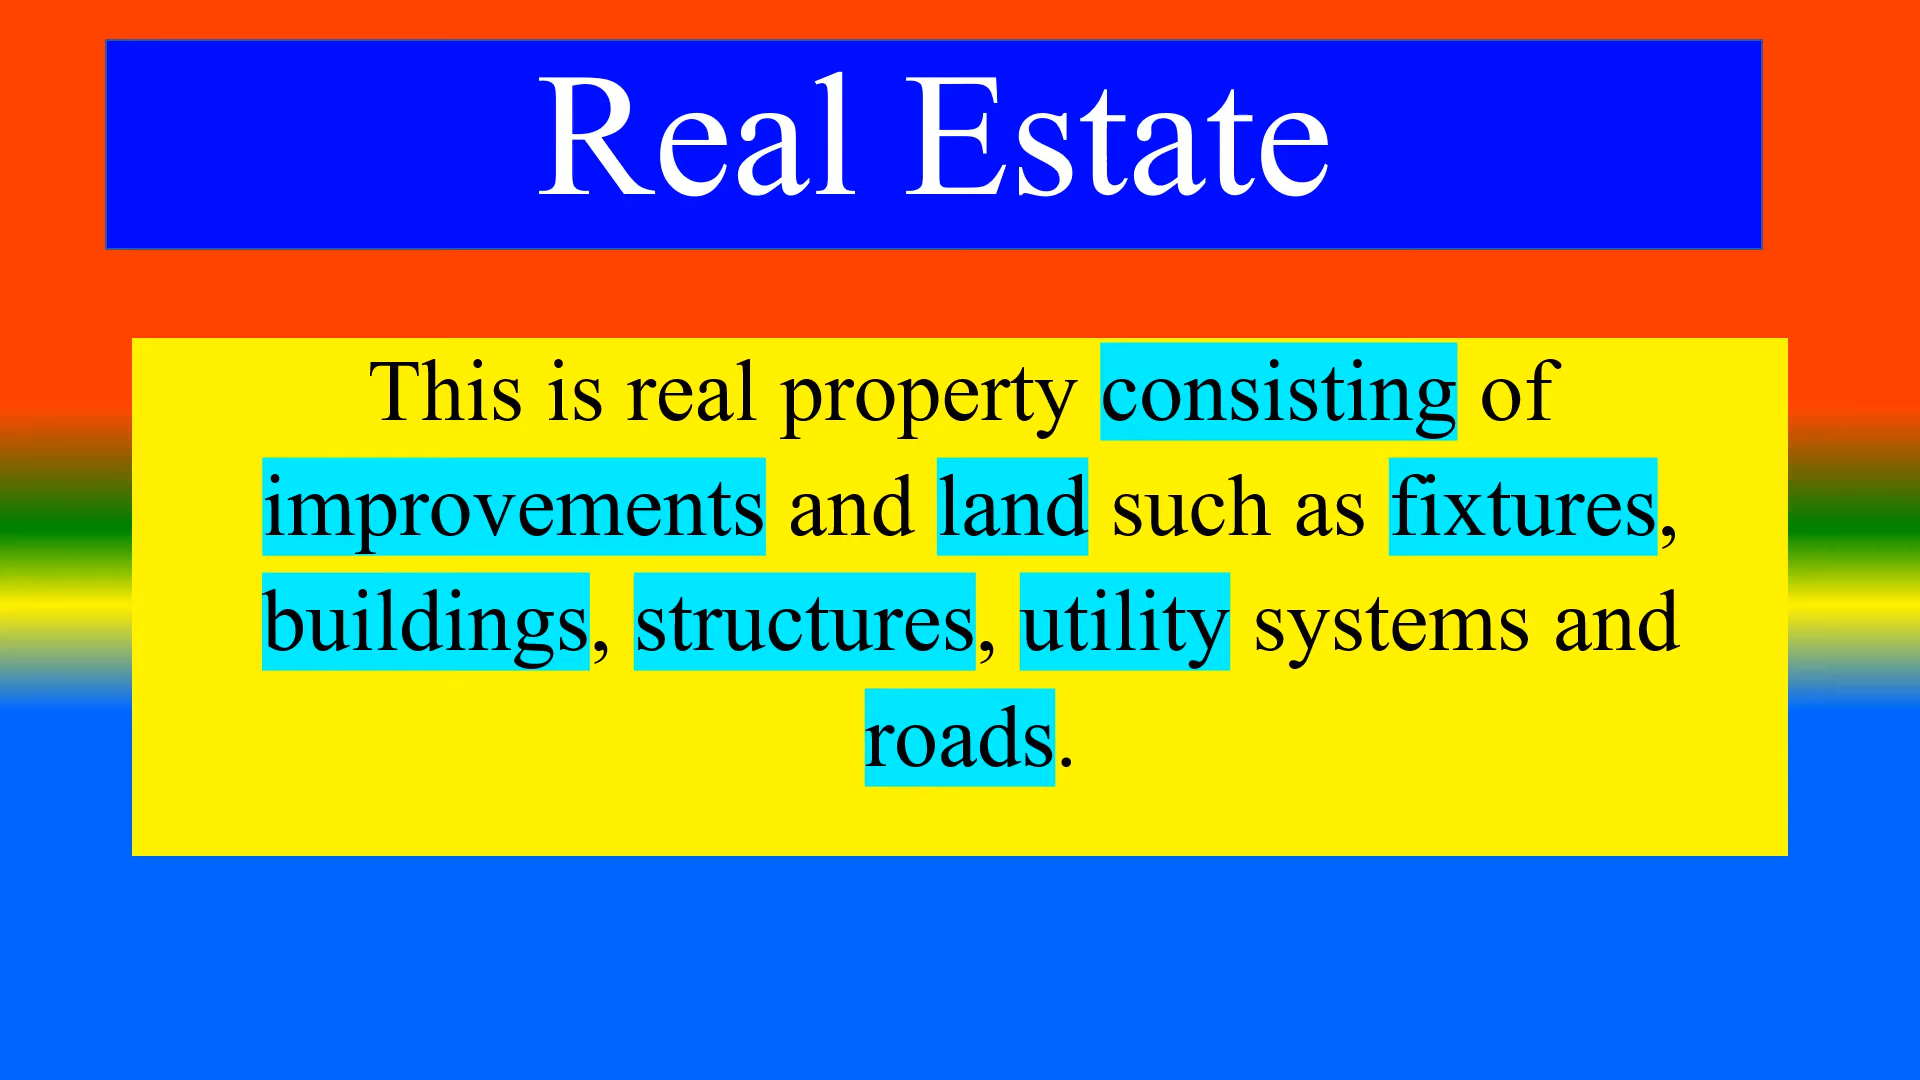 Real Estate
This is real property consisting of
improvements and land such as fixtures,
buildings, structures, utility systems and
roads.